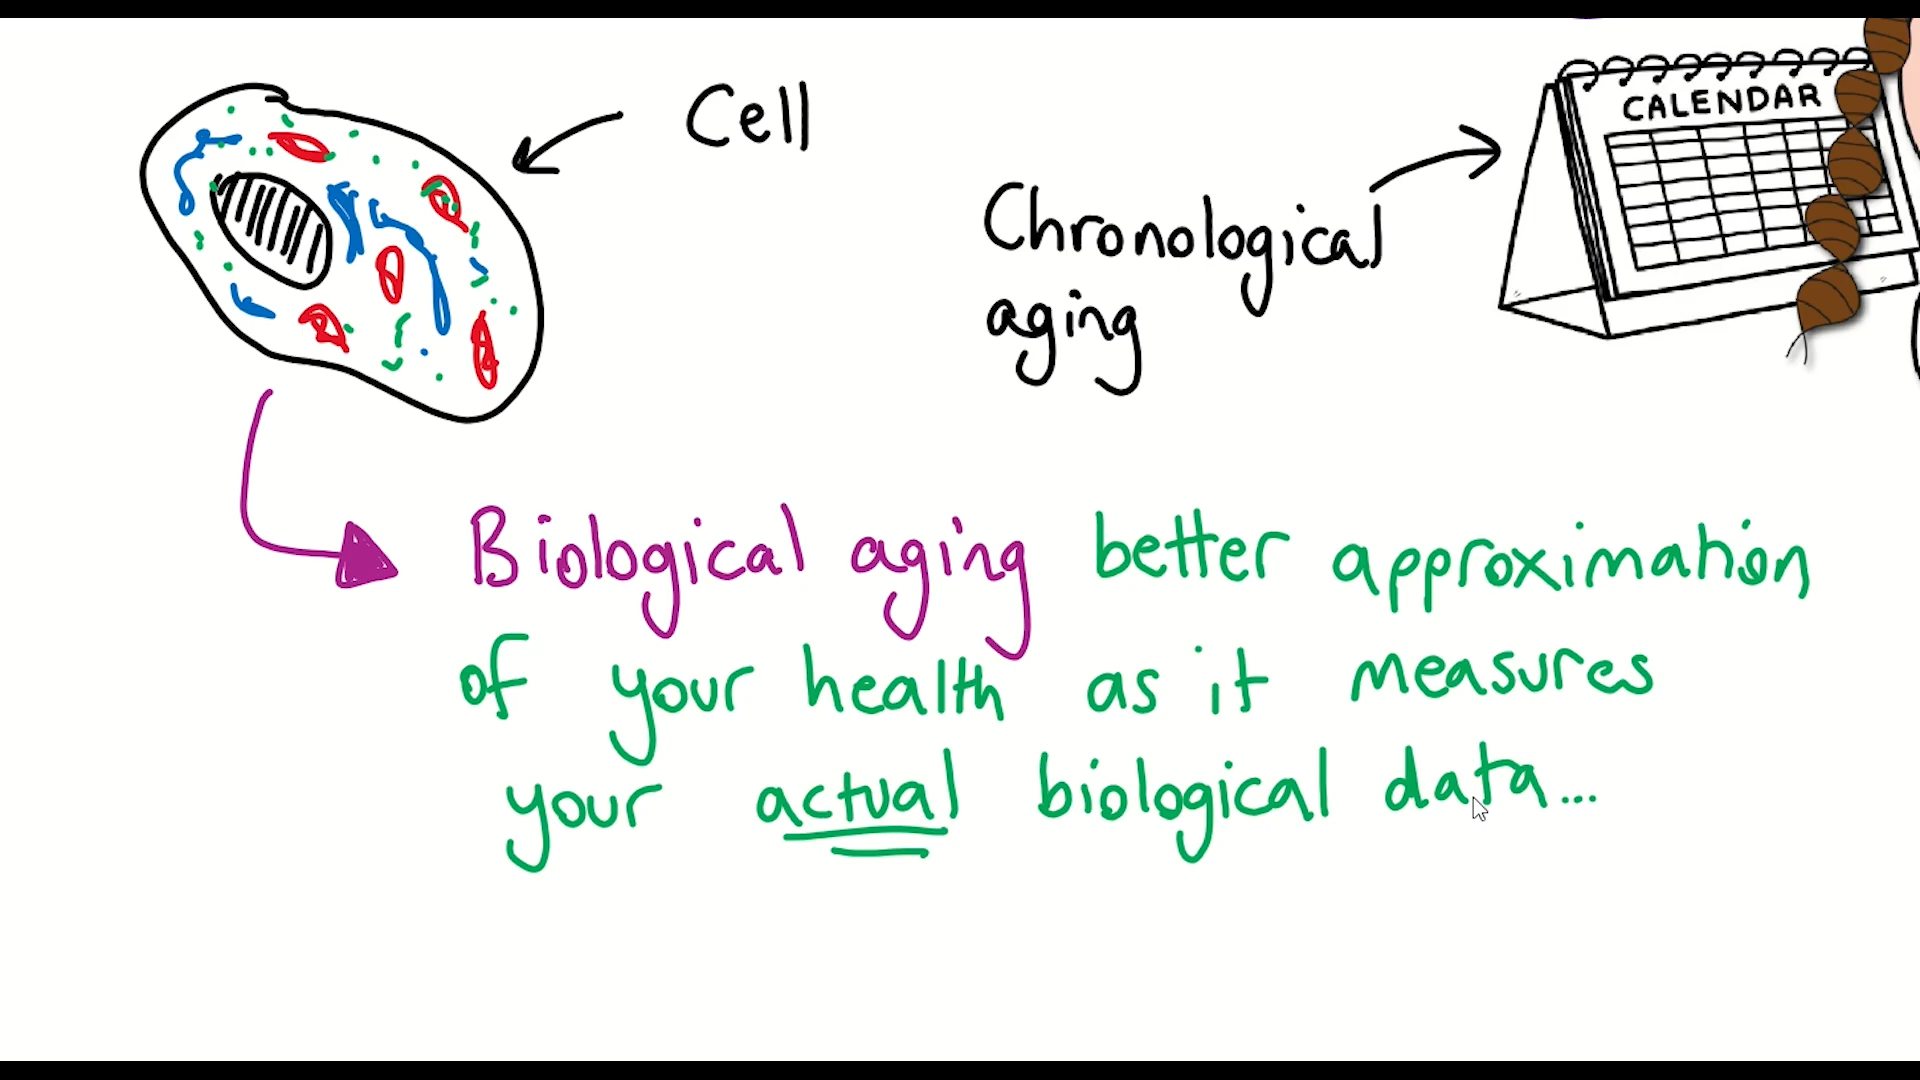 Cell
CALENDAR
Chronological
aging
Biological aging better approximation
of your health as it measures
your actual biological data...